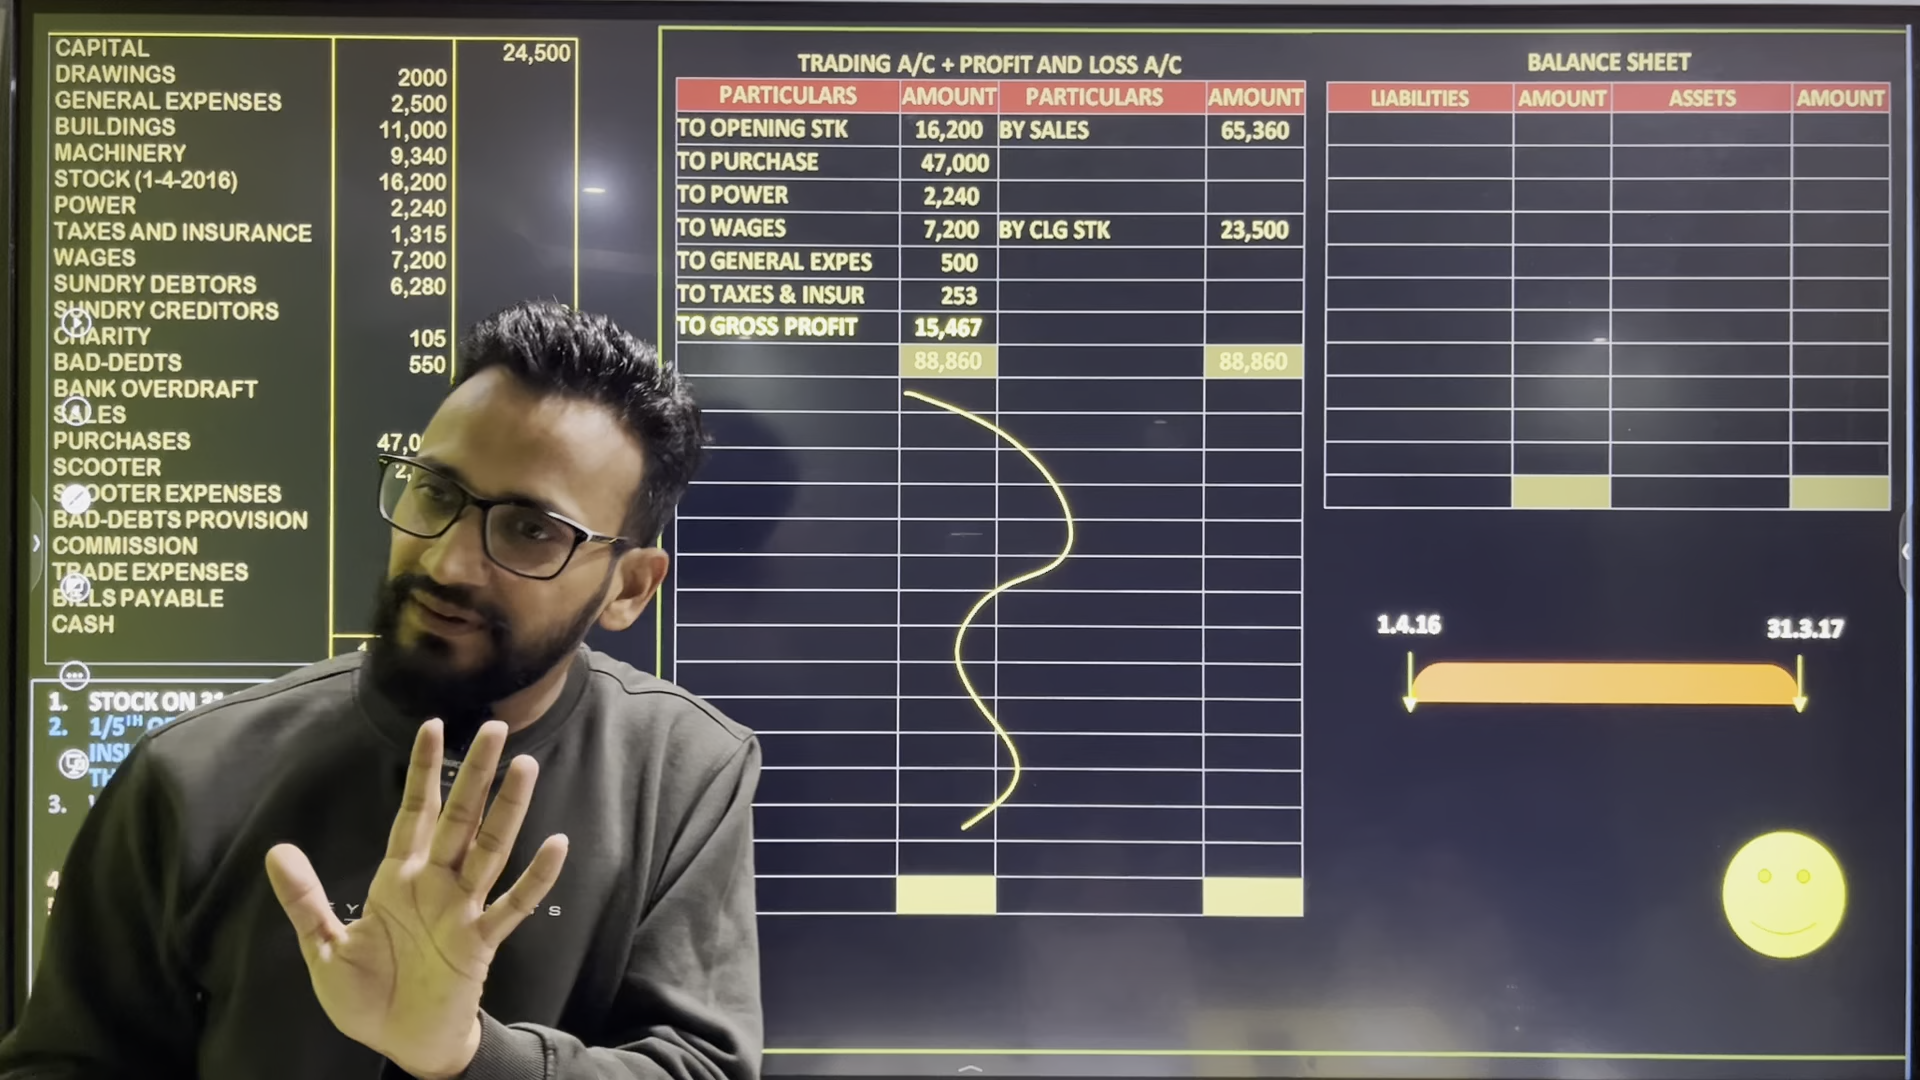 CAPITAL 24,500
DRAWINGS 2000
GENERAL EXPENSES 2,500
BUILDINGS 11,000
MACHINERY 9,340
STOCK (1-4-2016) 16,200
POWER 2,240
TAXES AND INSURANCE 1,315
WAGES 7,200
SUNDRY DEBTORS 6,280
SUNDRY CREDITORS
CHARITY 105
BAD-DEDTS 550
BANK OVERDRAFT
SALES
PURCHASES
SCOOTER
SCOOTER EXPENSES
BAD-DEBTS PROVISION
COMMISSION
TRADE EXPENSES
BILLS PAYABLE
CASH
1. STOCK ON
2. 1/5TH
3.
TRADING A/C + PROFIT AND LOSS A/C
PARTICULARS AMOUNT PARTICULARS AMOUNT
TO OPENING STK 16,200 BY SALES 65,360
TO PURCHASE 47,000
TO POWER 2,240
TO WAGES 7,200 BY CLG STK 23,500
TO GENERAL EXPES 500
TO TAXES & INSUR 253
TO GROSS PROFIT 15,467
88,860 88,860
BALANCE SHEET
LIABILITIES AMOUNT ASSETS AMOUNT
1.4.16 31.3.17